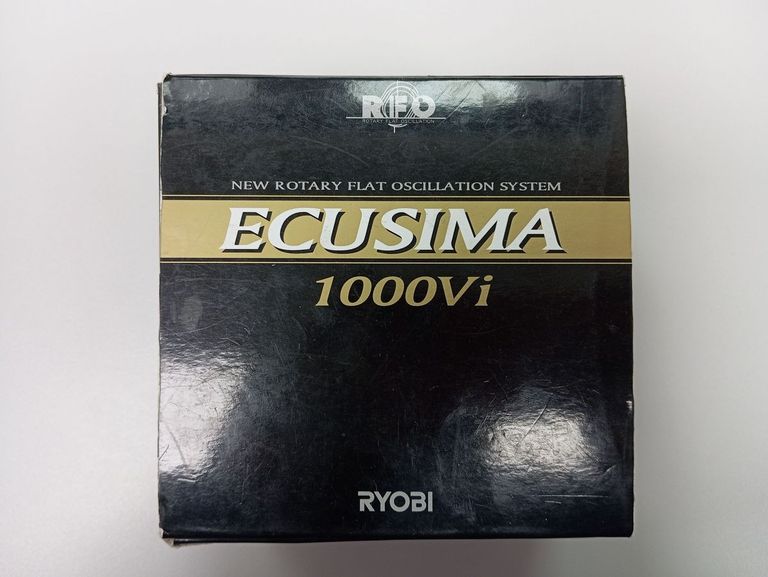 RFO
ROTARY FLAT OSCILLATION
NEW ROTARY FLAT OSCILLATION SYSTEM
ECUSIMA
1000Vi
RYOBI